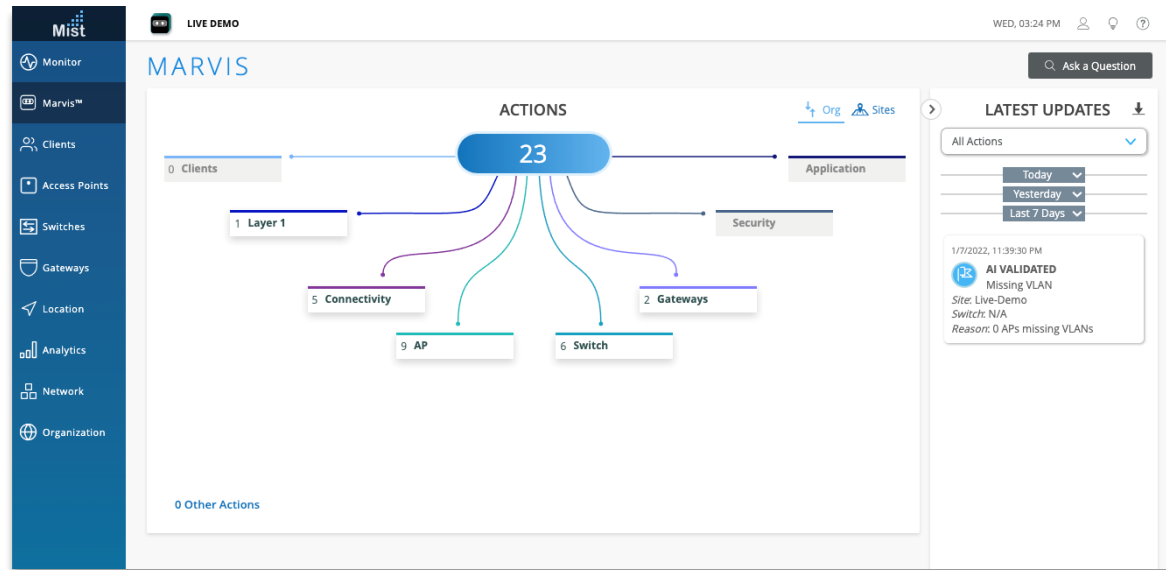 Mist
LIVE DEMO
WED, 03:24 PM
Monitor
Marvis™
Clients
Access Points
Switches
Gateways
Location
Analytics
Network
Organization
MARVIS
Ask a Question
ACTIONS
Org
Sites
23
0 Clients
Application
1 Layer 1
Security
5 Connectivity
2 Gateways
9 AP
6 Switch
0 Other Actions
LATEST UPDATES
All Actions
Today
Yesterday
Last 7 Days
1/7/2022, 11:39:30 PM
AI VALIDATED
Missing VLAN
Site: Live-Demo
Switch: N/A
Reason: 0 APs missing VLANs